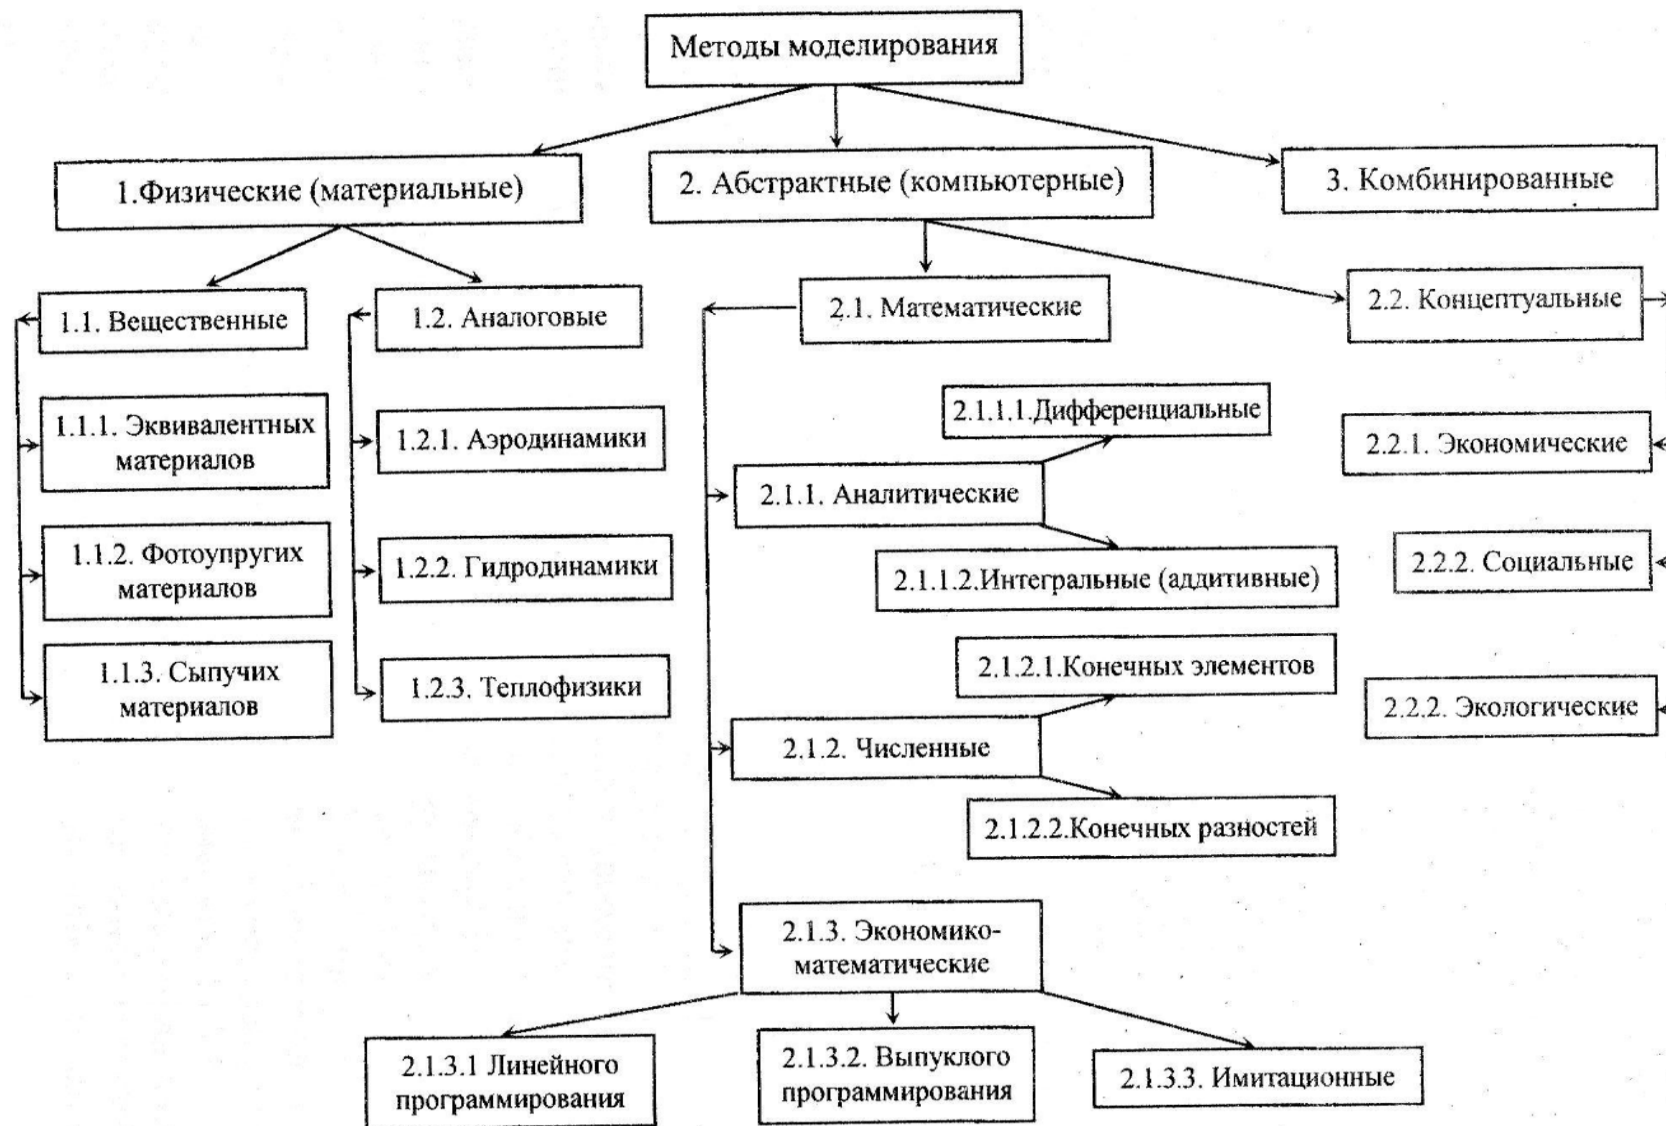 Методы моделирования
1.Физические (материальные)
2. Абстрактные (компьютерные)
3. Комбинированные
1.1. Вещественные
1.2. Аналоговые
2.1. Математические
2.2. Концептуальные
1.1.1. Эквивалентных
материалов
1.1.2. Фотоупругих
материалов
1.1.3. Сыпучих
материалов
1.2.1. Аэродинамики
1.2.2. Гидродинамики
1.2.3. Теплофизики
2.1.1. Аналитические
2.1.1.1.Дифференциальные
2.1.1.2.Интегральные (аддитивные)
2.1.2. Численные
2.1.2.1.Конечных элементов
2.1.2.2.Конечных разностей
2.1.3. Экономико-
математические
2.1.3.1 Линейного
программирования
2.1.3.2. Выпуклого
программирования
2.1.3.3. Имитационные
2.2.1. Экономические
2.2.2. Социальные
2.2.2. Экологические